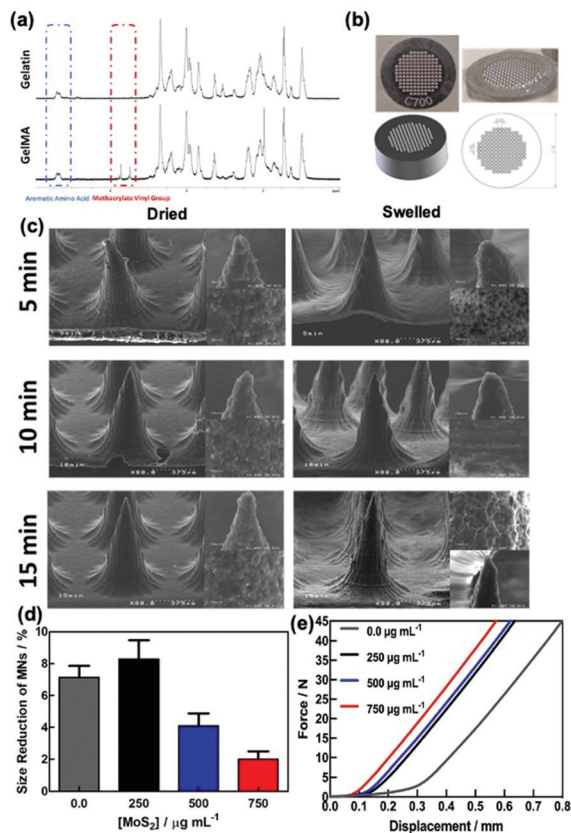 (a)
(b)
Gelatin
GelMA
Aromatic Amino Acid Methacrylate Vinyl Group
C700
(c)
Dried Swelled
5 min
5min
5min
10 min
10min
15 min
15min
(d)
Size Reduction of MNs / %
10
8
6
4
2
0
0.0 250 500 750
[MoS2] / μg mL-1
(e)
Force / N
45
40
35
30
25
20
15
10
5
0
0.0 μg mL-1
250 μg mL-1
500 μg mL-1
750 μg mL-1
0.0 0.1 0.2 0.3 0.4 0.5 0.6 0.7 0.8
Displacement / mm